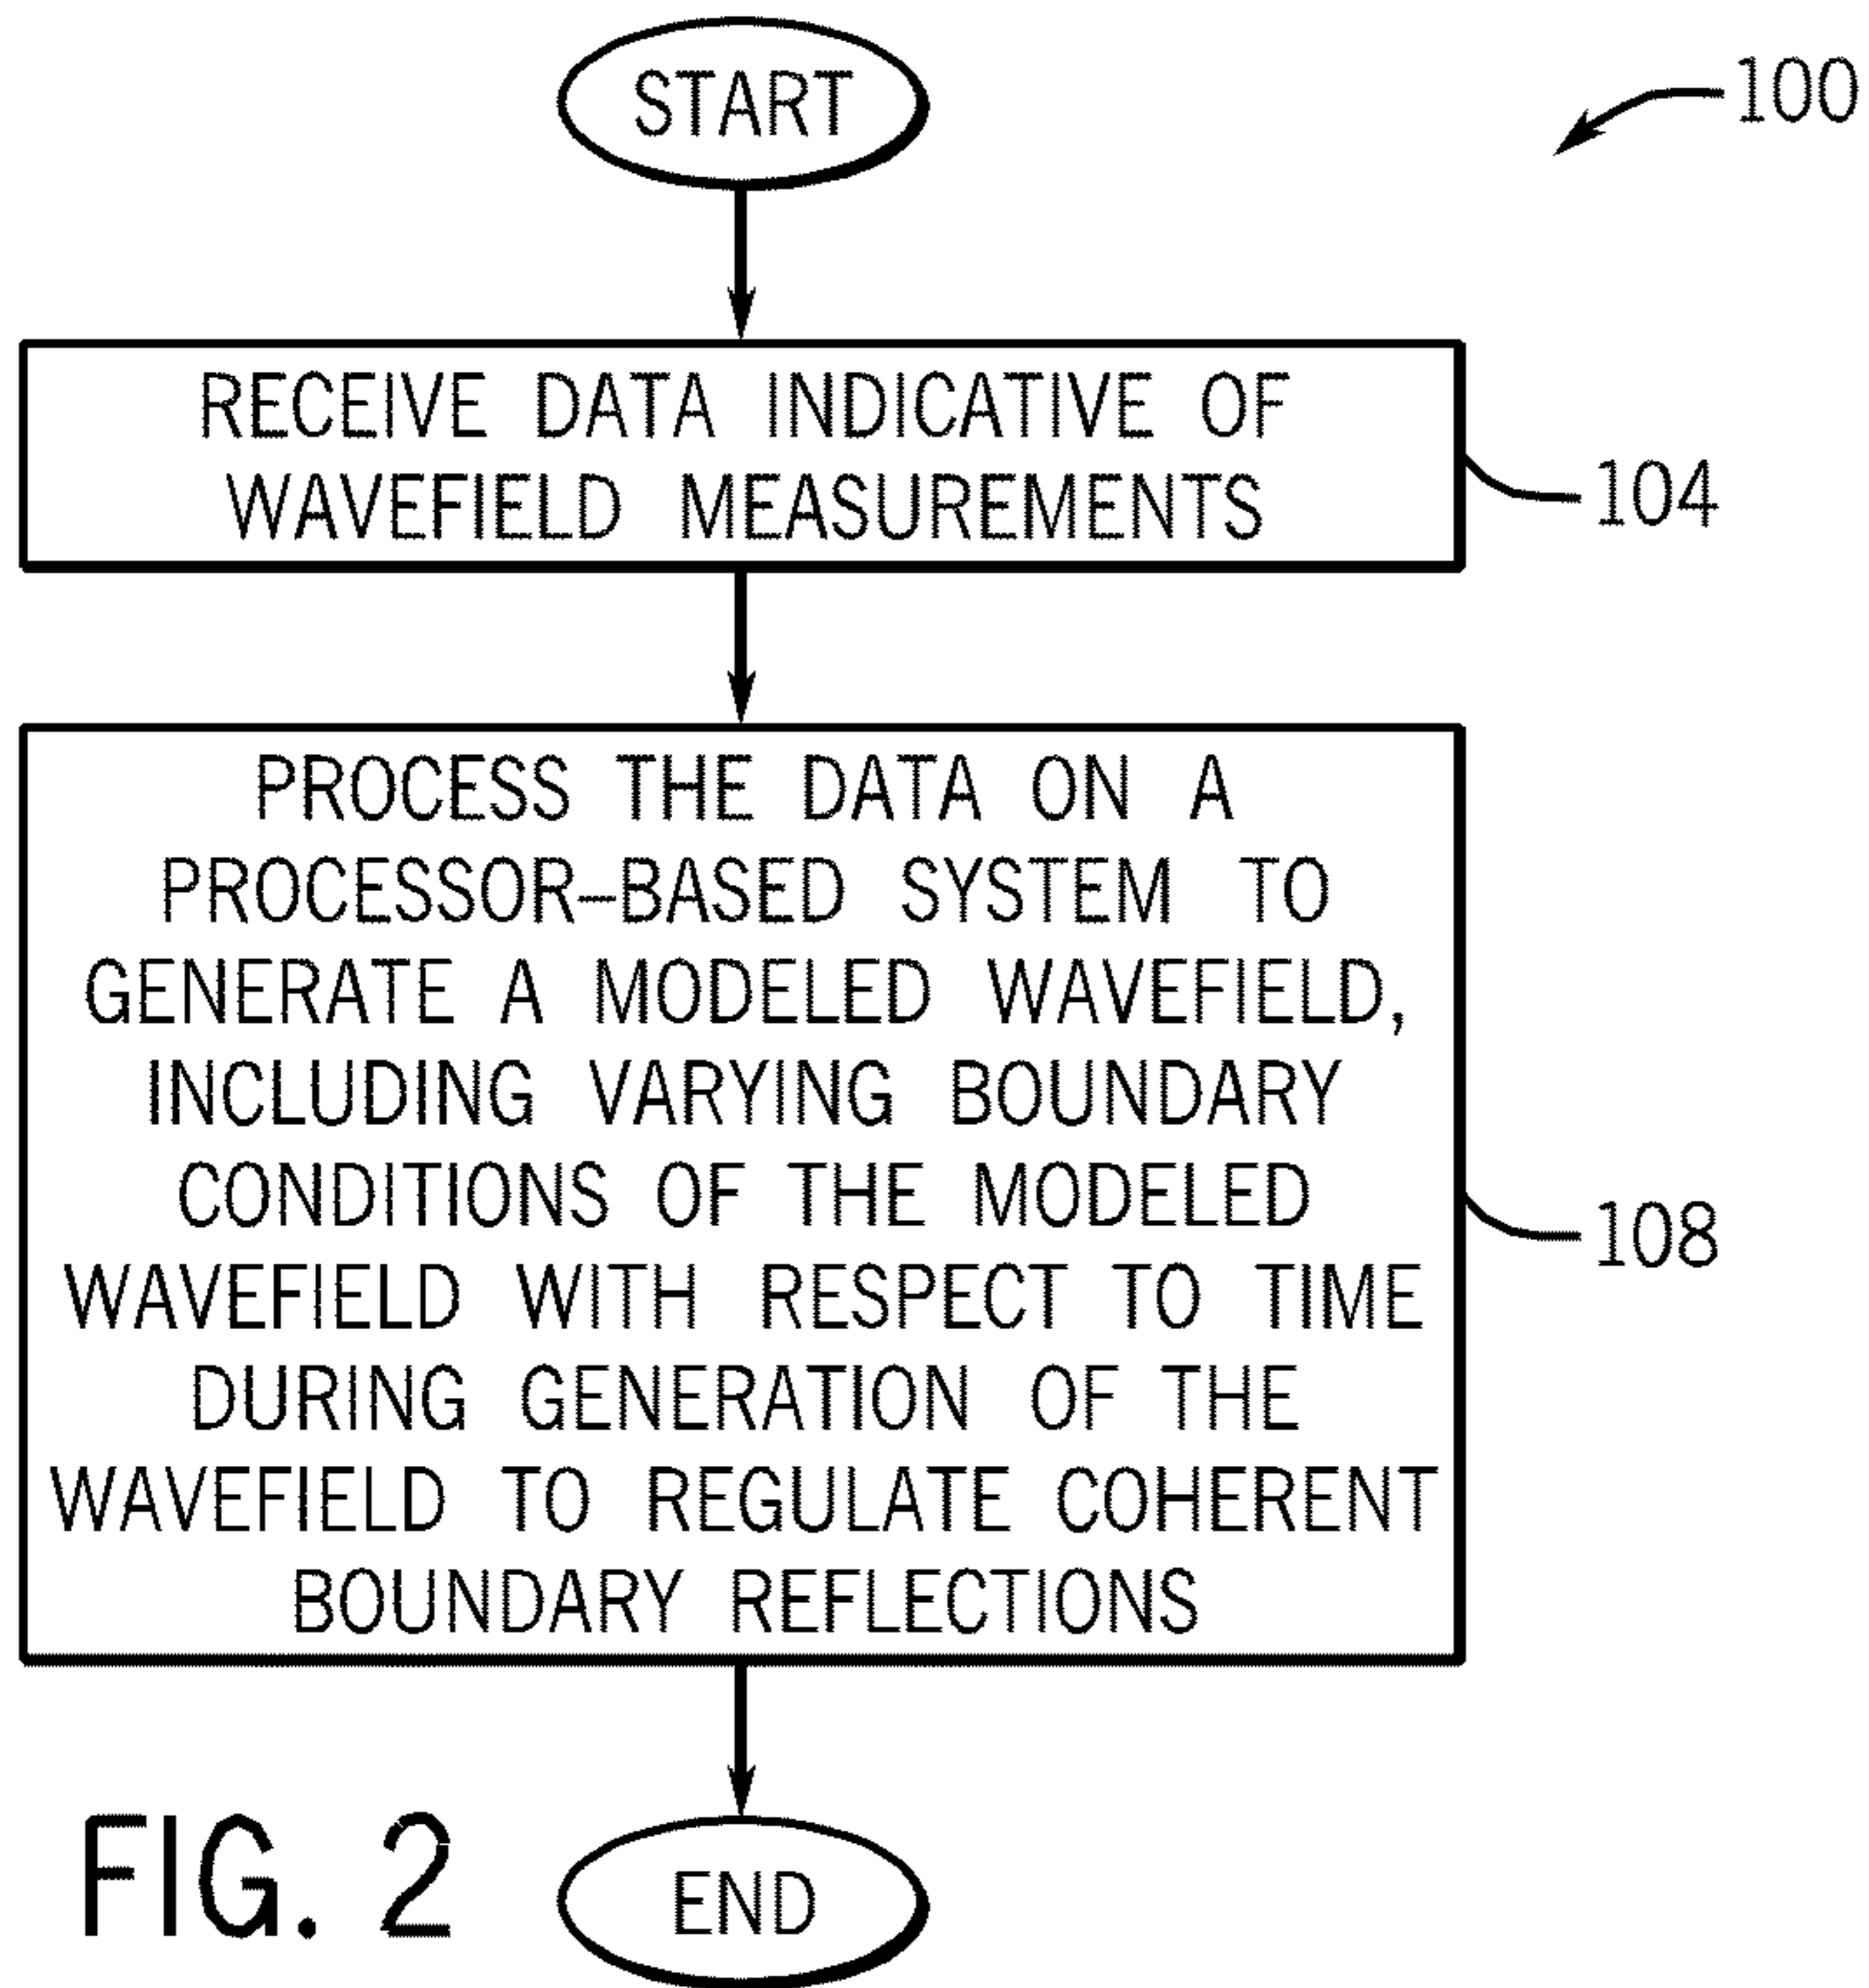 START
100
RECEIVE DATA INDICATIVE OF
WAVEFIELD MEASUREMENTS
104
PROCESS THE DATA ON A
PROCESSOR-BASED SYSTEM TO
GENERATE A MODELED WAVEFIELD,
INCLUDING VARYING BOUNDARY
CONDITIONS OF THE MODELED
WAVEFIELD WITH RESPECT TO TIME
DURING GENERATION OF THE
WAVEFIELD TO REGULATE COHERENT
BOUNDARY REFLECTIONS
108
END
FIG. 2